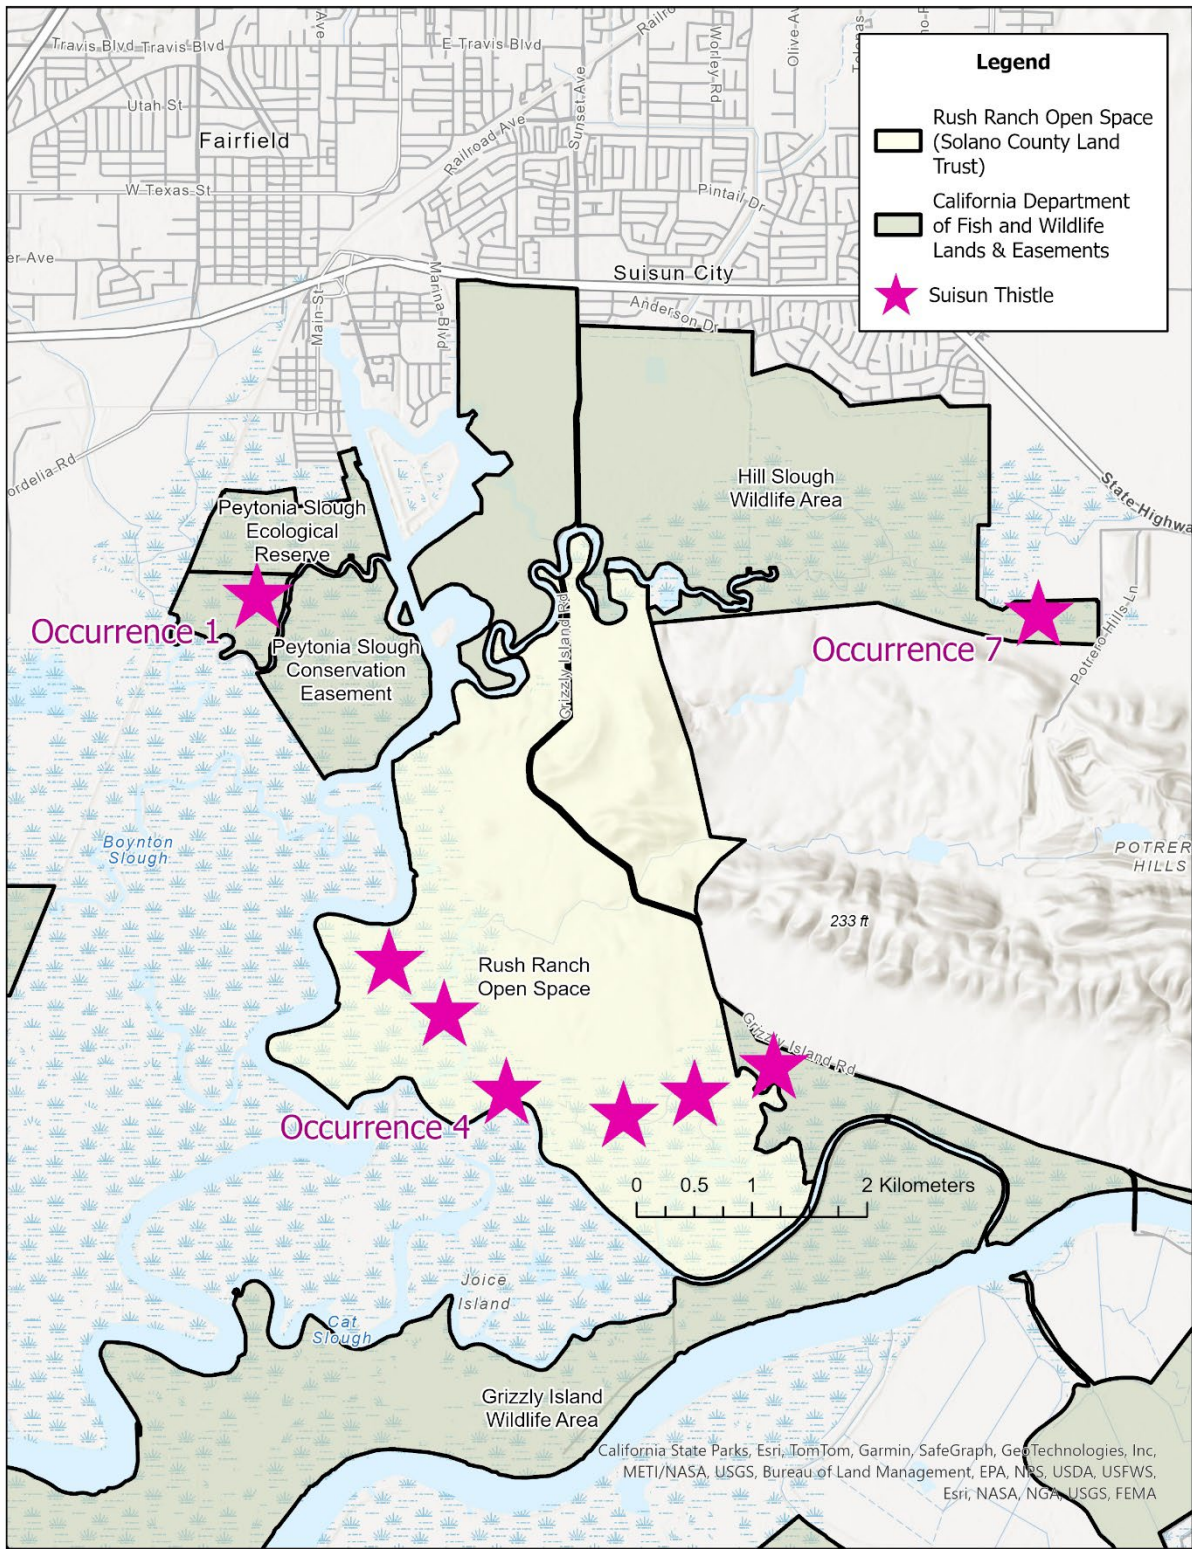 Travis Blvd Travis Blvd
E Travis Blvd
Worley Rd
Olive Av
Utah St
Sunset Ave
Fairfield
Railroad Ave
W Texas St
Pintail Dr
er Ave
Suisun City
Marina Blvd
Main St
Anderson Dr
Legend
Rush Ranch Open Space
(Solano County Land
Trust)
California Department
of Fish and Wildlife
Lands & Easements
Suisun Thistle
ordelia Rd
Hill Slough
Wildlife Area
State Highwa
Peytonia Slough
Ecological
Reserve
Occurrence 1
Peytonia Slough
Conservation
Easement
Grizzly Island Rd
Occurrence 7
Potrero Hills Ln
Boynton
Slough
POTRER
HILLS
233 ft
Rush Ranch
Open Space
Grizzly Island Rd
Occurrence 4
0 0.5 1 2 Kilometers
Joice
Island
Cat
Slough
Grizzly Island
Wildlife Area
California State Parks, Esri, TomTom, Garmin, SafeGraph, GeoTechnologies, Inc,
METI/NASA, USGS, Bureau of Land Management, EPA, NPS, USDA, USFWS,
Esri, NASA, NGA, USGS, FEMA